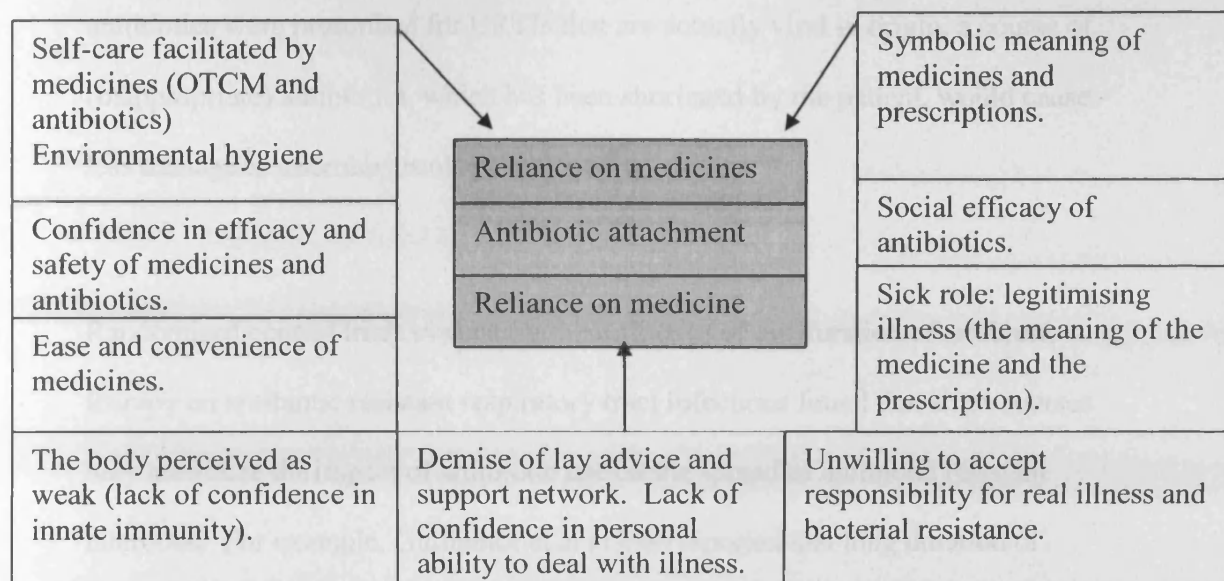 Self-care facilitated by
medicines (OTCM and
antibiotics)
Environmental hygiene
Confidence in efficacy and
safety of medicines and
antibiotics.
Ease and convenience of
medicines.
The body perceived as
weak (lack of confidence in
innate immunity).
Reliance on medicines
Antibiotic attachment
Reliance on medicine
Demise of lay advice and
support network. Lack of
confidence in personal
ability to deal with illness.
Symbolic meaning of
medicines and
prescriptions.
Social efficacy of
antibiotics.
Sick role: legitimising
illness (the meaning of the
medicine and the
prescription).
Unwilling to accept
responsibility for real illness and
bacterial resistance.